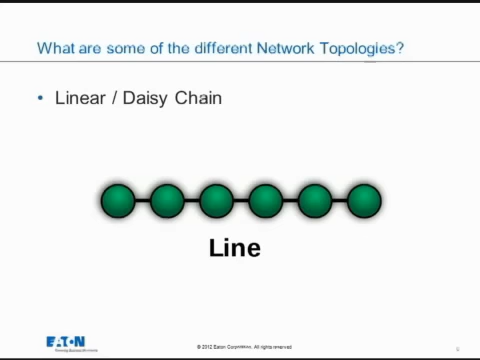 What are some of the different Network Topologies?
• Linear / Daisy Chain
Line
EATON
Powering Business Worldwide
© 2012 Eaton Corporation. All rights reserved